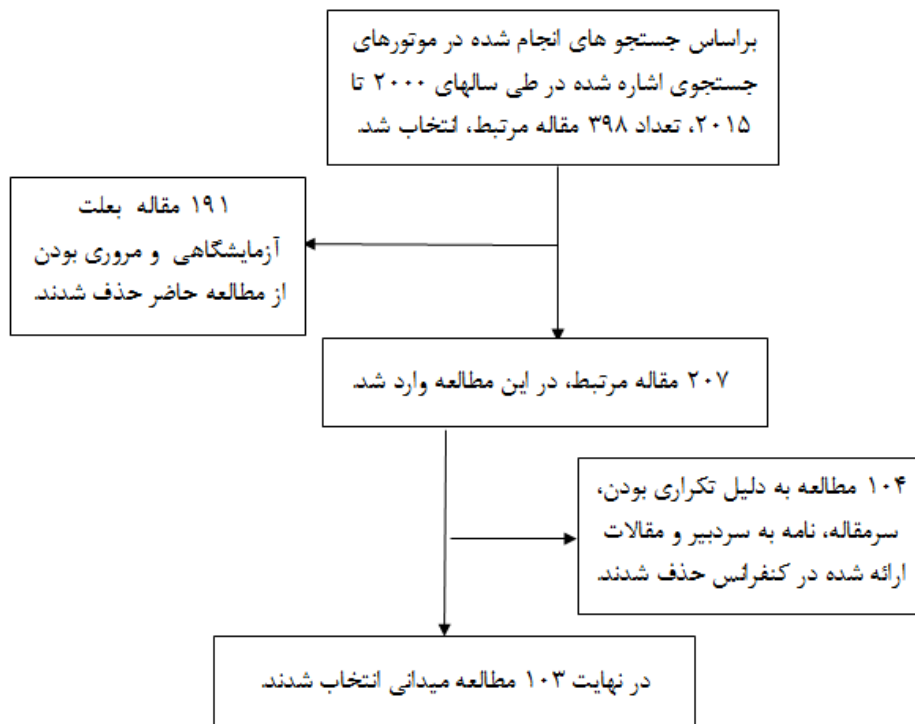 براساس جستجو های انجام شده در موتورهای
جستجوی اشاره شده در طی سالهای ۲۰۰۰ تا
۲۰۱۵، تعداد ۳۹۸ مقاله مرتبط، انتخاب شد.
۱۹۱ مقاله بعلت
آزمایشگاهی و مروری بودن
از مطالعه حاضر حذف شدند.
۲۰۷ مقاله مرتبط، در این مطالعه وارد شد.
۱۰۴ مطالعه به دلیل تکراری بودن،
سرمقاله، نامه به سردبیر و مقالات
ارائه شده در کنفرانس حذف شدند.
در نهایت ۱۰۳ مطالعه میدانی انتخاب شدند.